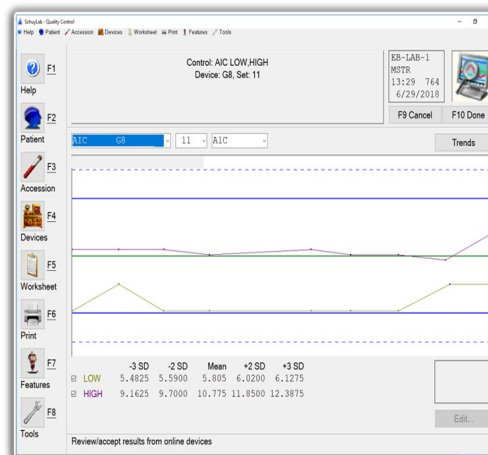 SchuyLab - Quality Control
Help Patient Accession Devices Worksheet Print Features Tools
F1
Help
F2
Patient
F3
Accession
F4
Devices
F5
Worksheet
F6
Print
F7
Features
F8
Tools
Control: AIC LOW,HIGH
Device: G8, Set: 11
EB-LAB-1
MSTR
13:29 764
6/29/2018
F9 Cancel F10 Done
AIC G8 11 A1C Trends
-3 SD -2 SD Mean +2 SD +3 SD
LOW 5.4825 5.5900 5.805 6.0200 6.1275
HIGH 9.1625 9.7000 10.775 11.8500 12.3875
Edit...
Review/accept results from online devices